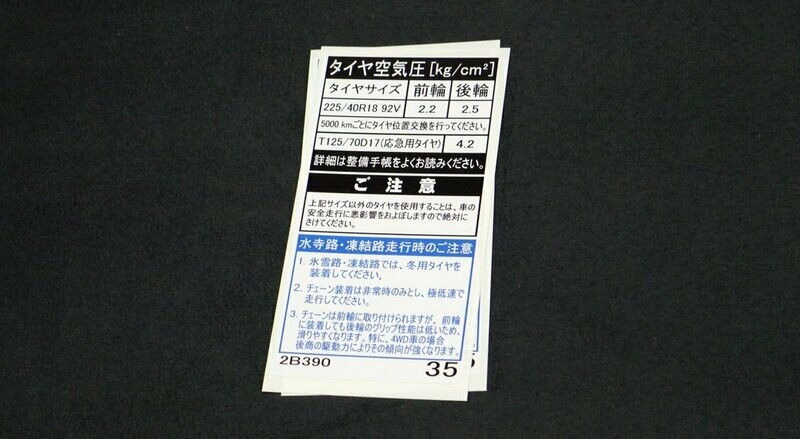 タイヤ空気圧[kg/cm²]
タイヤサイズ 前輪 後輪
225/40R18 92V 2.2 2.5
5000kmごとにタイヤ位置交換を行ってください。
T125/70D17(応急用タイヤ) 4.2
詳細は整備手帳をよくお読みください。
ご注意
上記サイズ以外のタイヤを使用することは、車の
安全走行に悪影響をおよぼしますので絶対に
さけてください。
水寺路・凍結路走行時のご注意
1. 氷雪路・凍結路では、冬用タイヤを
装着してください。
2. チェーン装着は非常時のみとし、極低速で
走行してください。
3. チェーンは前輪に取り付けられますが、前輪
に装着しても後輪のグリップ性能は低いため、
滑りやすくなります。特に、4WD車の場合
後商の駆動力によりその傾向が強くなります。
2B390 35